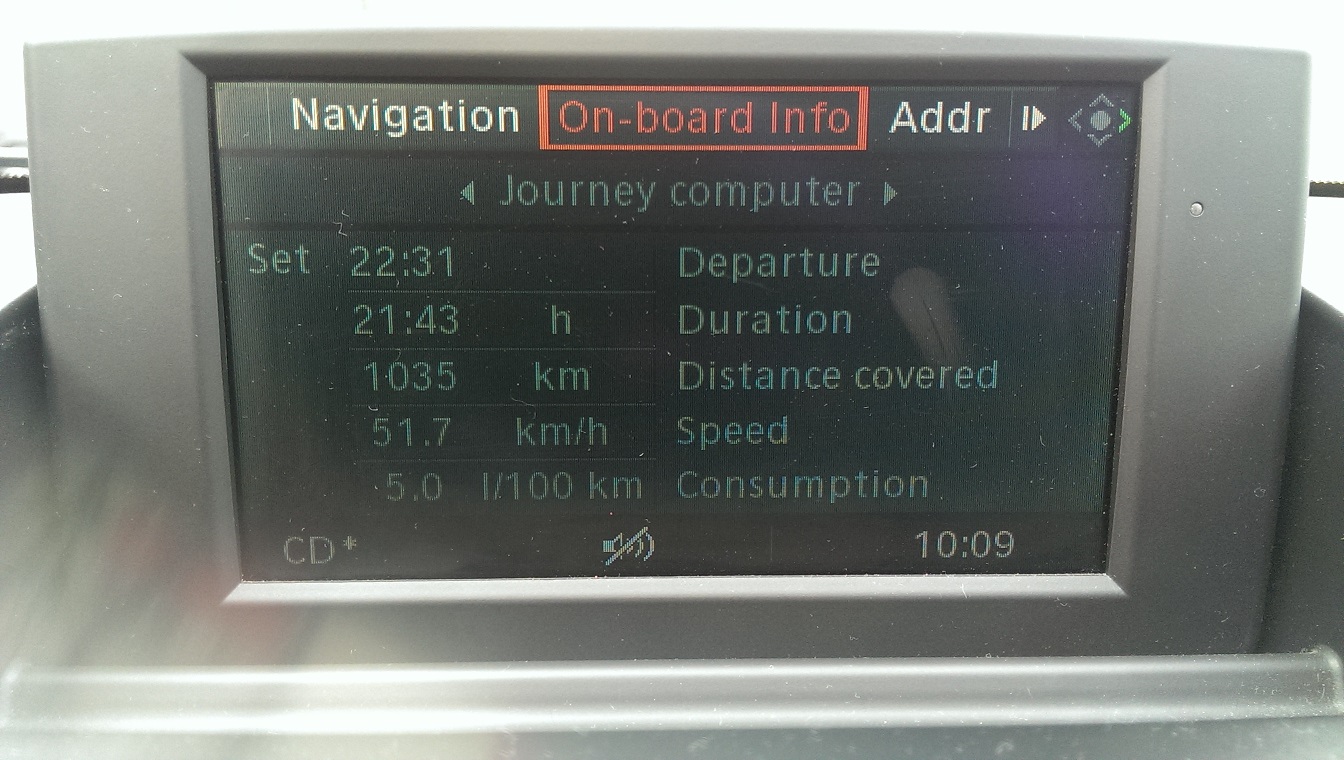 Navigation On-board Info Addr
Journey computer
Set 22:31 Departure
21:43 h Duration
1035 km Distance covered
51.7 km/h Speed
5.0 l/100 km Consumption
CD* 10:09